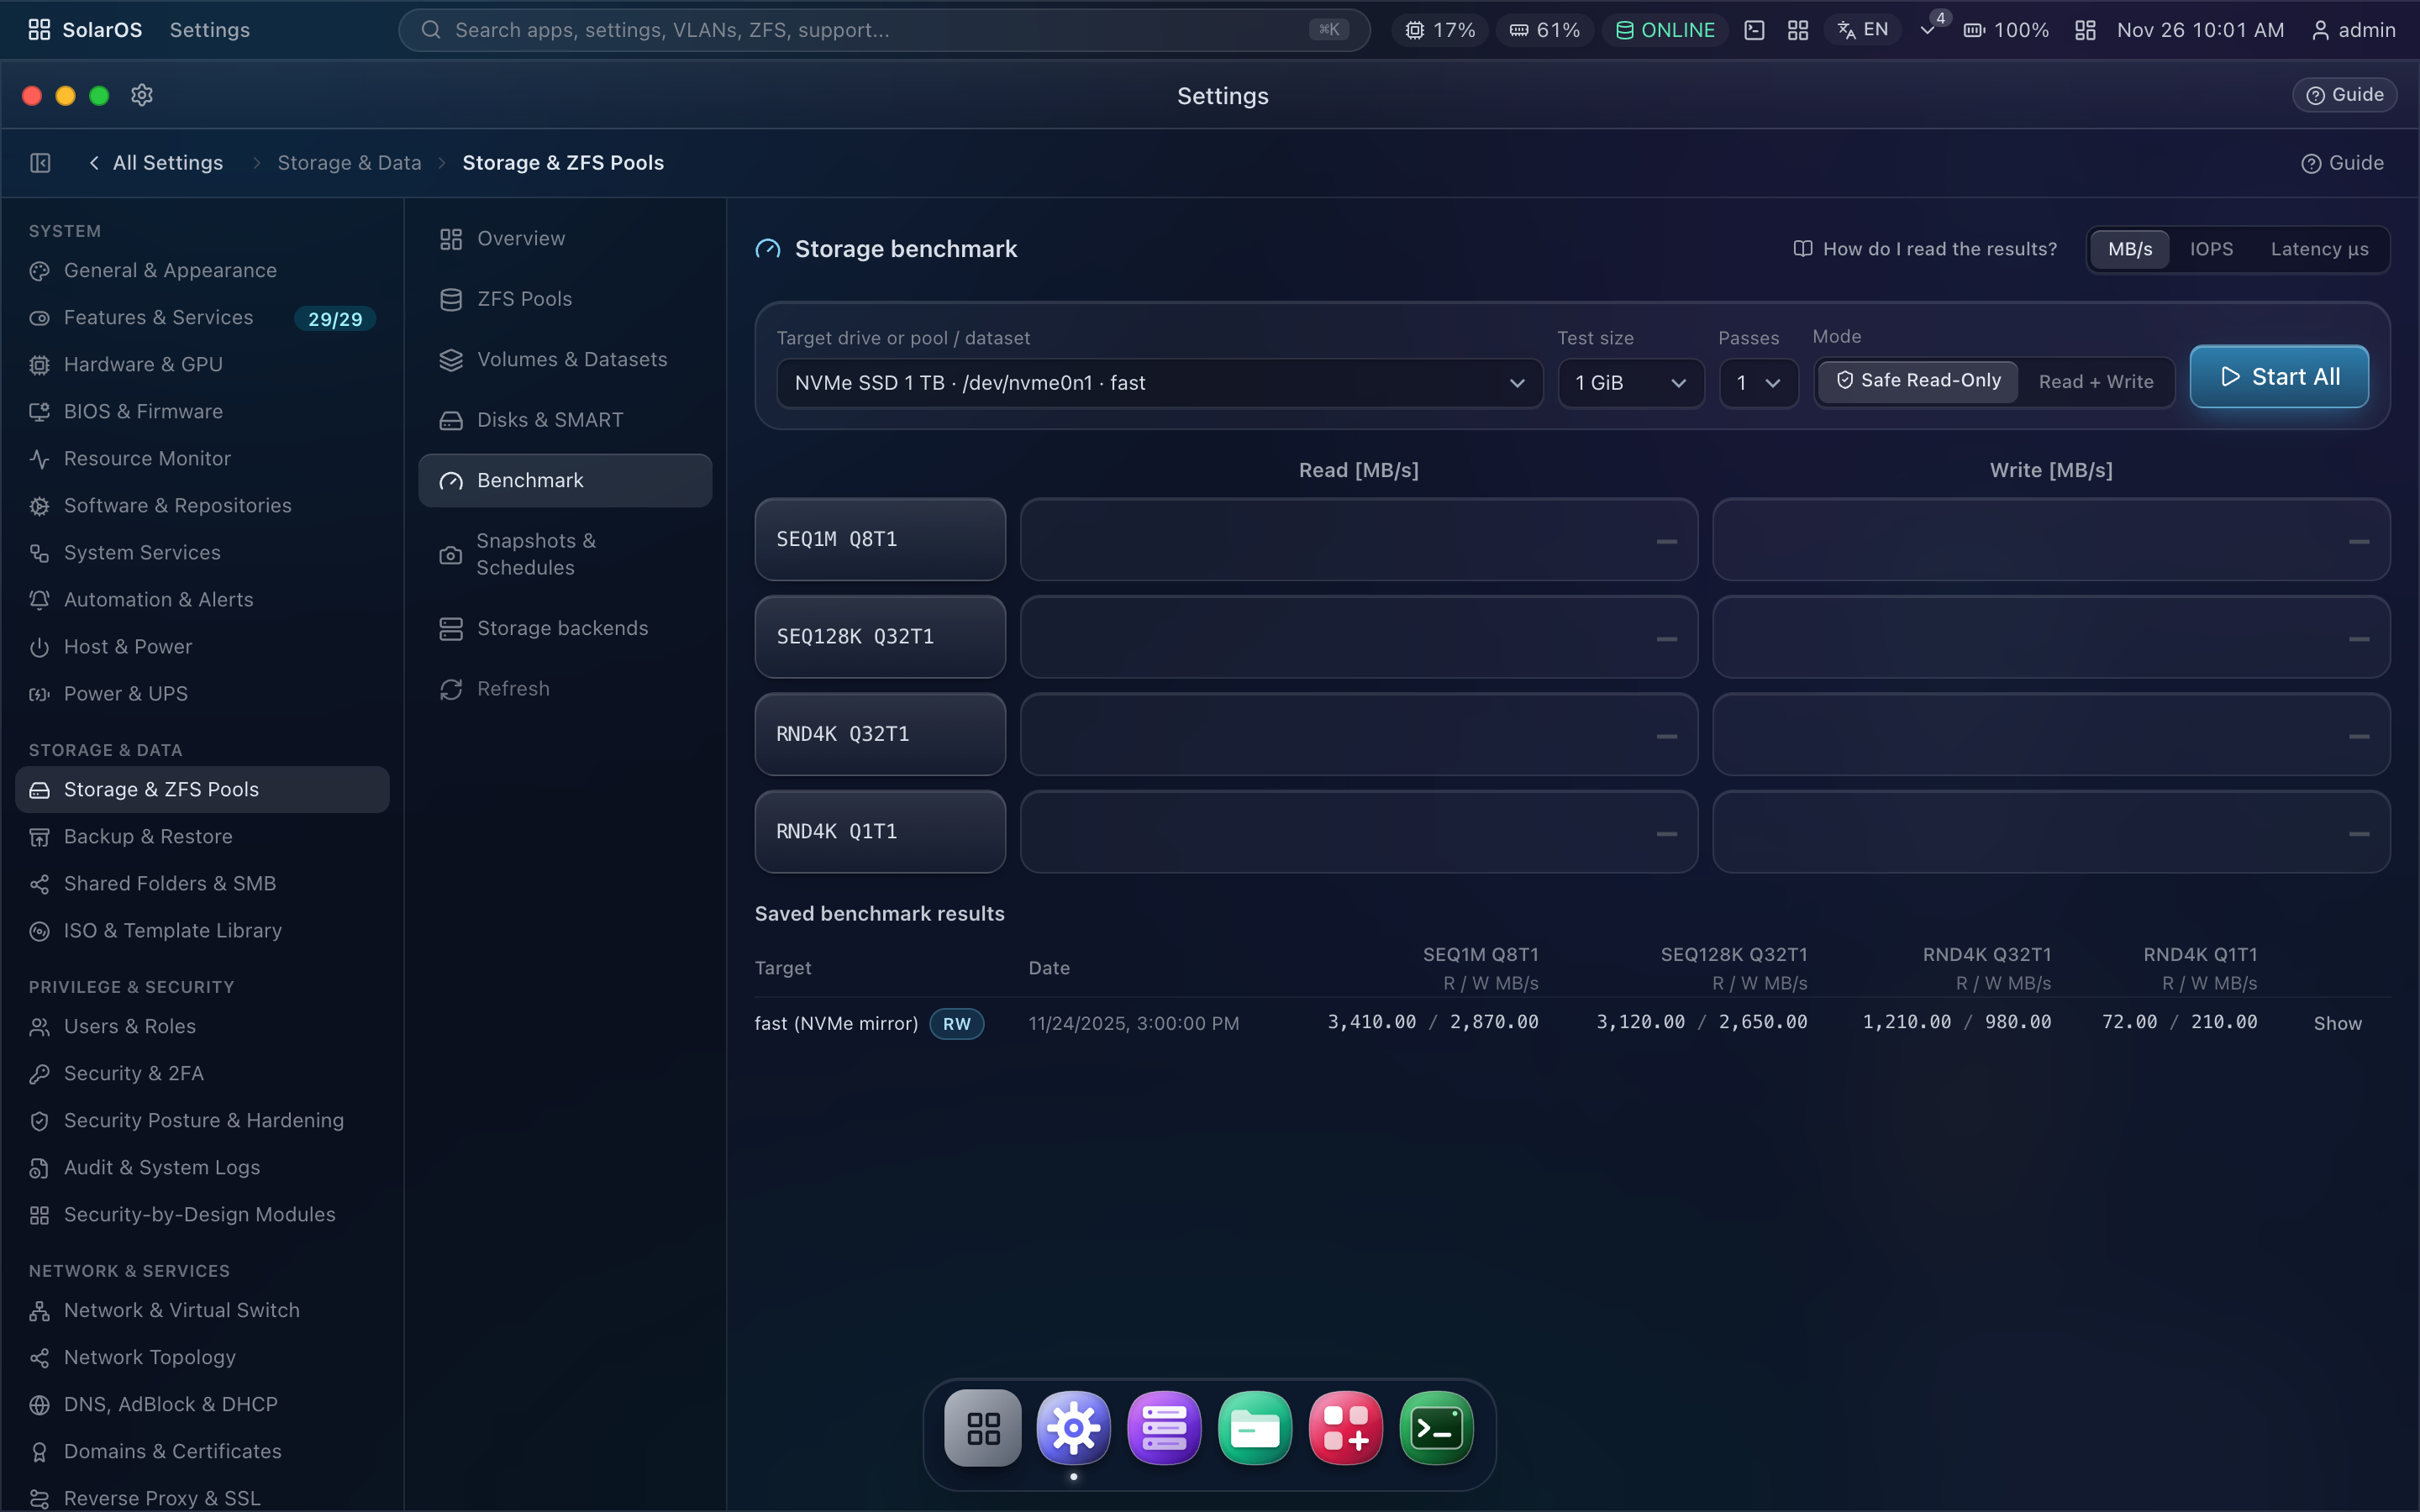 SolarOS Settings Search apps, settings, VLANs, ZFS, support... ⌘K 17% 61% ONLINE EN 4 100% Nov 26 10:01 AM admin
Settings Guide
All Settings Storage & Data Storage & ZFS Pools Guide
SYSTEM
General & Appearance
Features & Services 29/29
Hardware & GPU
BIOS & Firmware
Resource Monitor
Software & Repositories
System Services
Automation & Alerts
Host & Power
Power & UPS
STORAGE & DATA
Storage & ZFS Pools
Backup & Restore
Shared Folders & SMB
ISO & Template Library
PRIVILEGE & SECURITY
Users & Roles
Security & 2FA
Security Posture & Hardening
Audit & System Logs
Security-by-Design Modules
NETWORK & SERVICES
Network & Virtual Switch
Network Topology
DNS, AdBlock & DHCP
Domains & Certificates
Reverse Proxy & SSL
Overview
ZFS Pools
Volumes & Datasets
Disks & SMART
Benchmark
Snapshots &
Schedules
Storage backends
Refresh
Storage benchmark How do I read the results? MB/s IOPS Latency µs
Target drive or pool / dataset Test size Passes Mode
NVMe SSD 1 TB · /dev/nvme0n1 · fast 1 GiB 1 Safe Read-Only Read + Write Start All
Read [MB/s] Write [MB/s]
SEQ1M Q8T1 — —
SEQ128K Q32T1 — —
RND4K Q32T1 — —
RND4K Q1T1 — —
Saved benchmark results
Target Date SEQ1M Q8T1 SEQ128K Q32T1 RND4K Q32T1 RND4K Q1T1
R / W MB/s R / W MB/s R / W MB/s R / W MB/s
fast (NVMe mirror) RW 11/24/2025, 3:00:00 PM 3,410.00 / 2,870.00 3,120.00 / 2,650.00 1,210.00 / 980.00 72.00 / 210.00 Show